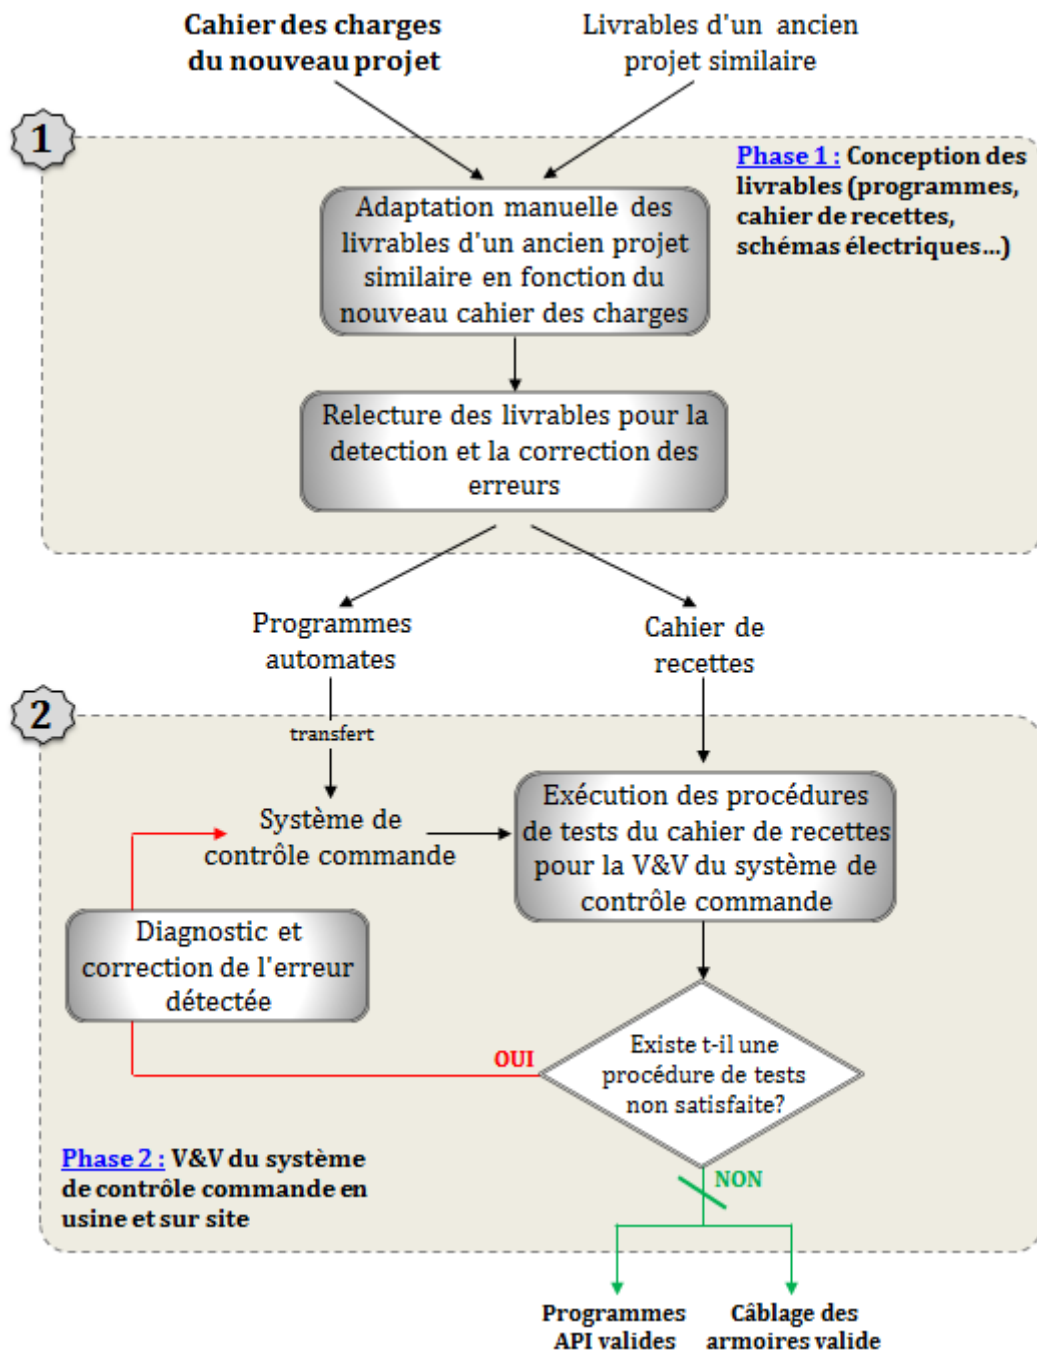 Cahier des charges
du nouveau projet
Livrables d'un ancien
projet similaire
1
Phase 1 : Conception des
livrables (programmes,
cahier de recettes,
schémas électriques...)
Adaptation manuelle des
livrables d'un ancien projet
similaire en fonction du
nouveau cahier des charges
Relecture des livrables pour la
detection et la correction des
erreurs
Programmes
automates
Cahier de
recettes
2
transfert
Système de
contrôle commande
Exécution des procédures
de tests du cahier de recettes
pour la V&V du système de
contrôle commande
Diagnostic et
correction de l'erreur
détectée
OUI
Existe t-il une
procédure de tests
non satisfaite?
NON
Phase 2 : V&V du système
de contrôle commande en
usine et sur site
Programmes
API valides
Câblage des
armoires valide